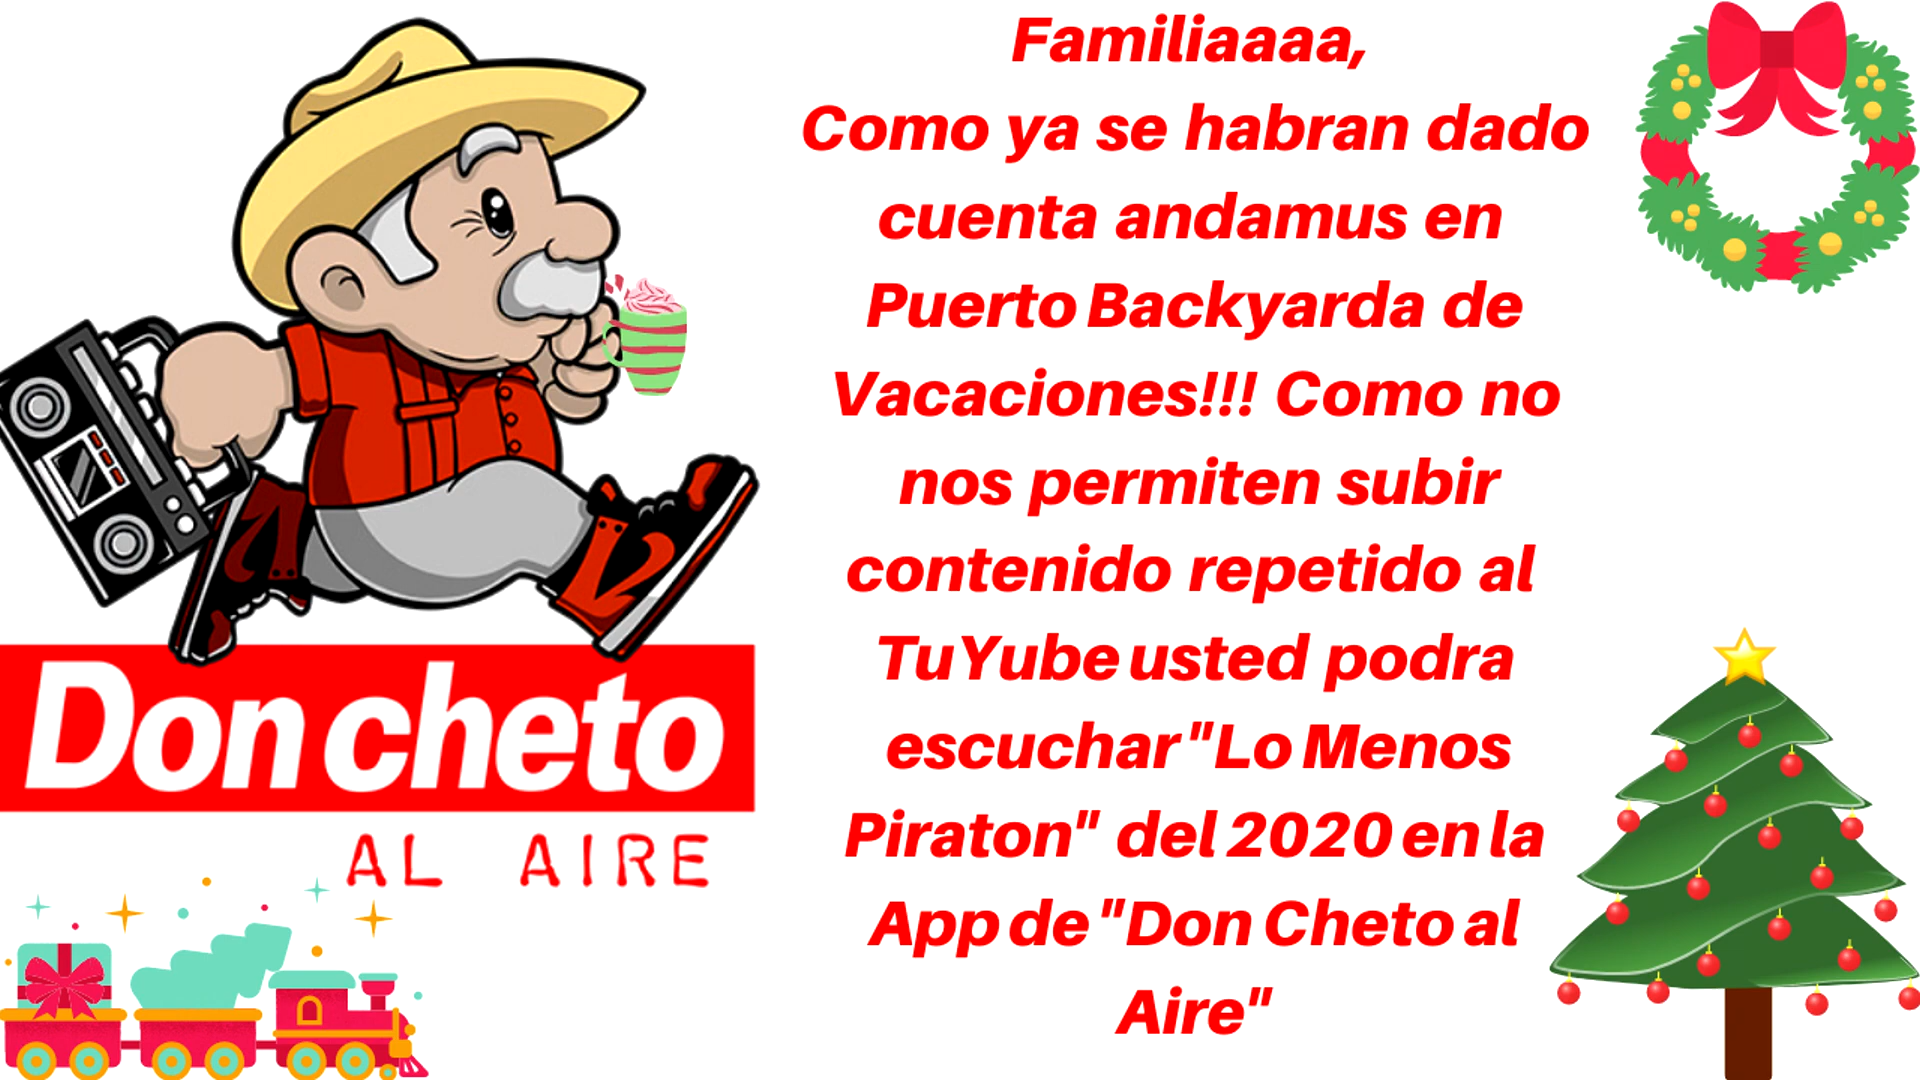 Familiaaaa,
Como ya se habran dado
cuenta andamus en
Puerto Backyarda de
Vacaciones!!! Como no
nos permiten subir
contenido repetido al
TuYube usted podra
escuchar "Lo Menos
Piraton" del 2020 en la
App de "Don Cheto al
Aire"
Don cheto
AL AIRE